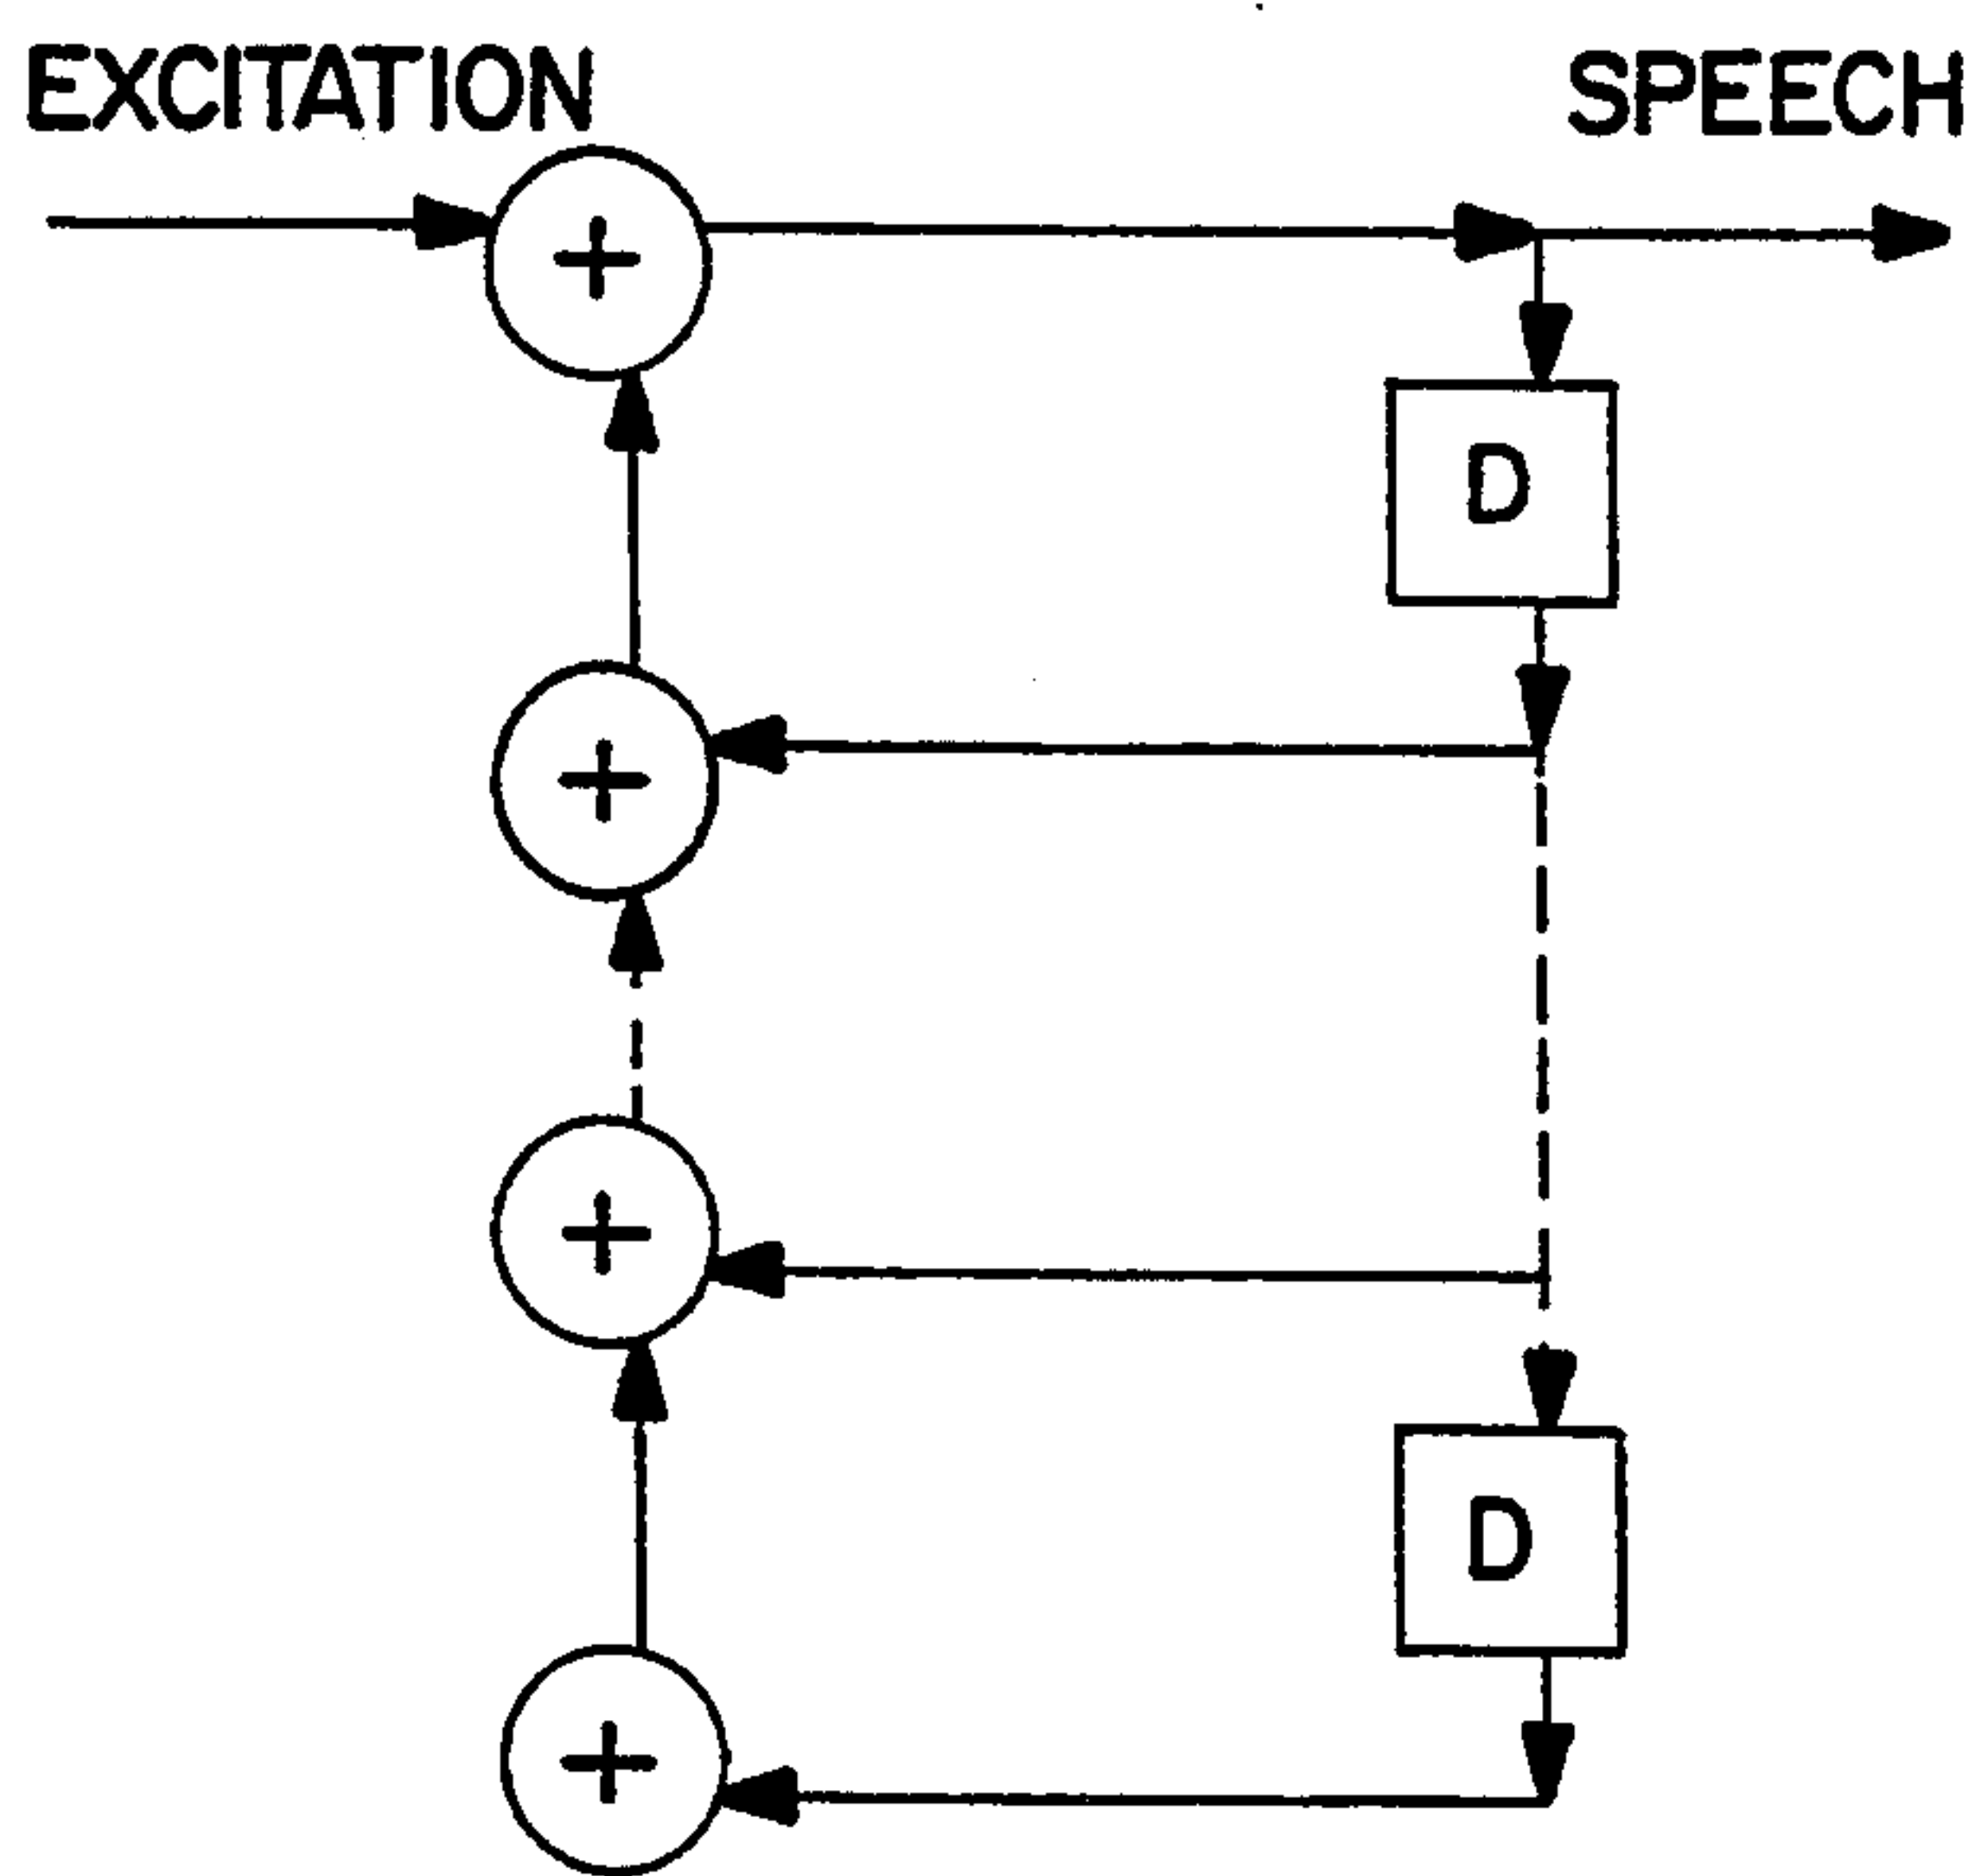 EXCITATION SPEECH
+
D
+
+
D
+